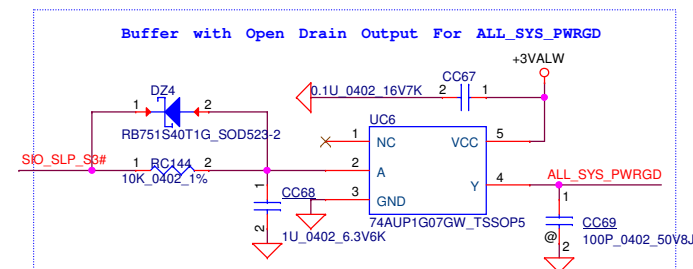 Buffer with Open Drain Output For ALL_SYS_PWRGD
+3VALW
CC67
DZ4
0.1U_0402_16V7K 2 1
1 2
RB751S40T1G_SOD523-2
UC6
1 NC VCC 5
SIO_SLP_S3#
1 RC144 2
10K_0402_1%
2 A
Y 4
ALL_SYS_PWRGD
1
CC68
2
1U_0402_6.3V6K
3 GND
74AUP1G07GW_TSSOP5
1
CC69
@
2
100P_0402_50V8J